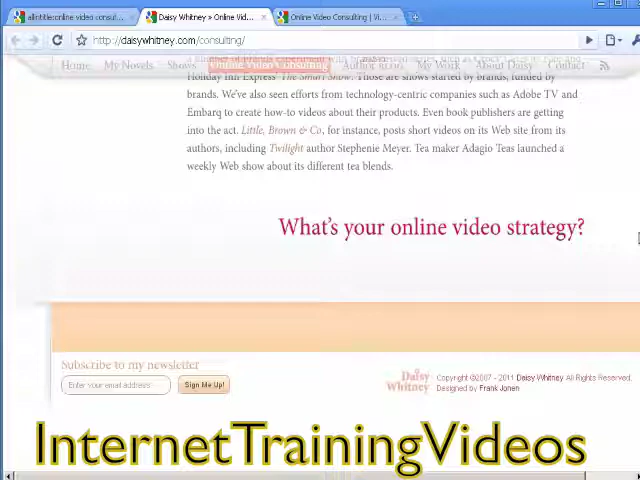 allintitle:online video consul...
Daisy Whitney » Online Vid...
Online Video Consulting | Vi...
http://daisywhitney.com/consulting/
Home My Novels Shows Online Video Consulting Author to 00 My Work About Daisy Contact
Holiday Inn Express' The Smart Show. Those are shows started by brands, funded by
brands. We've also seen efforts from technology-centric companies such as Adobe TV and
Embarq to create how-to videos about their products. Even book publishers are getting
into the act. Little, Brown & Co, for instance, posts short videos on its Web site from its
authors, including Twilight author Stephenie Meyer. Tea maker Adagio Teas launched a
weekly Web show about its different tea blends.
What's your online video strategy?
Subscribe to my newsletter
Enter your email address
Sign Me Up!
Daisy
Whitney
Copyright ©2007 - 2011 Daisy Whitney All Rights Reserved.
Designed by Frank Jonen
InternetTrainingVideos